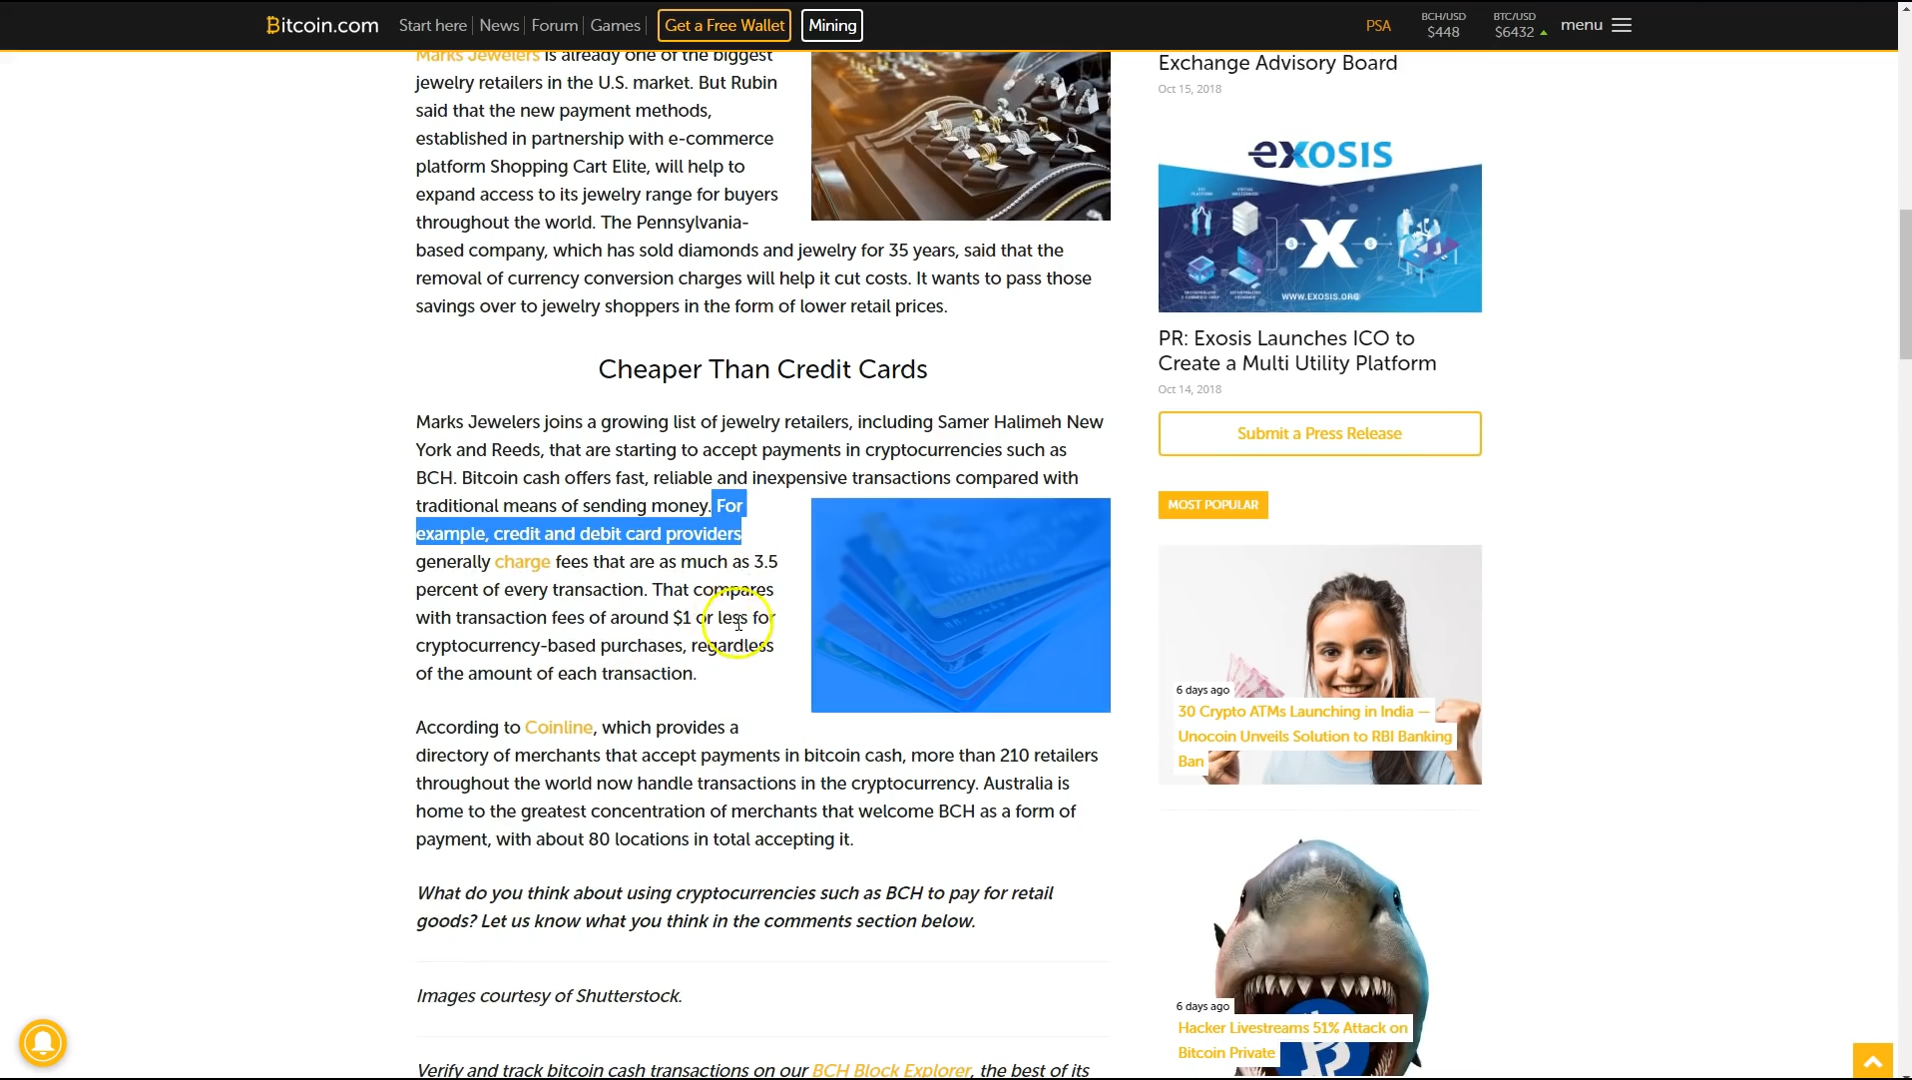 Bitcoin.com
Start here
News
Forum
Games
Get a Free Wallet
Mining
PSA
BCH/USD
$448
BTC/USD
$6432
menu
Marks Jewelers is already one of the biggest
jewelry retailers in the U.S. market. But Rubin
said that the new payment methods,
established in partnership with e-commerce
platform Shopping Cart Elite, will help to
expand access to its jewelry range for buyers
throughout the world. The Pennsylvania-
based company, which has sold diamonds and jewelry for 35 years, said that the
removal of currency conversion charges will help it cut costs. It wants to pass those
savings over to jewelry shoppers in the form of lower retail prices.
Cheaper Than Credit Cards
Marks Jewelers joins a growing list of jewelry retailers, including Samer Halimeh New
York and Reeds, that are starting to accept payments in cryptocurrencies such as
BCH. Bitcoin cash offers fast, reliable and inexpensive transactions compared with
traditional means of sending money. For
example, credit and debit card providers
generally charge fees that are as much as 3.5
percent of every transaction. That compares
with transaction fees of around $1 or less for
cryptocurrency-based purchases, regardless
of the amount of each transaction.
According to Coinline, which provides a
directory of merchants that accept payments in bitcoin cash, more than 210 retailers
throughout the world now handle transactions in the cryptocurrency. Australia is
home to the greatest concentration of merchants that welcome BCH as a form of
payment, with about 80 locations in total accepting it.
What do you think about using cryptocurrencies such as BCH to pay for retail
goods? Let us know what you think in the comments section below.
Images courtesy of Shutterstock.
Verify and track bitcoin cash transactions on our BCH Block Explorer, the best of its
Exchange Advisory Board
Oct 15, 2018
exosis
WWW.EXOSIS.ORG
PR: Exosis Launches ICO to
Create a Multi Utility Platform
Oct 14, 2018
Submit a Press Release
MOST POPULAR
6 days ago
30 Crypto ATMs Launching in India —
Unocoin Unveils Solution to RBI Banking
Ban
6 days ago
Hacker Livestreams 51% Attack on
Bitcoin Private